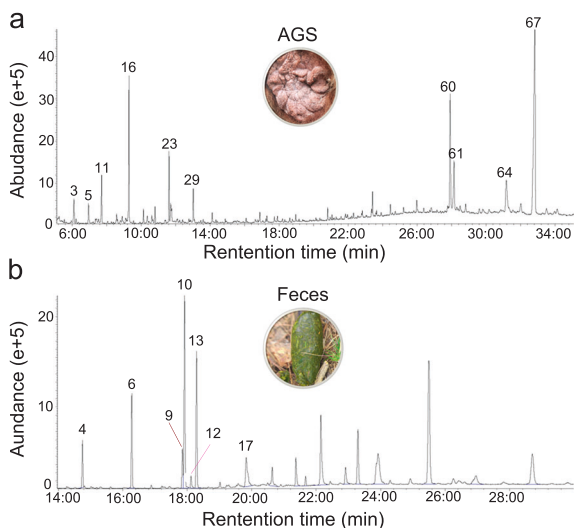 a
AGS
Abudance (e+5)
40
30
20
10
0
3
5
11
16
23
29
60
61
64
67
6:00 10:00 14:00 18:00 22:00 26:00 30:00 34:00
Rentention time (min)
b
Feces
Aundance (e+5)
20
10
0
4
6
9
10
13
12
17
14:00 16:00 18:00 20:00 22:00 24:00 26:00 28:00
Rentention time (min)